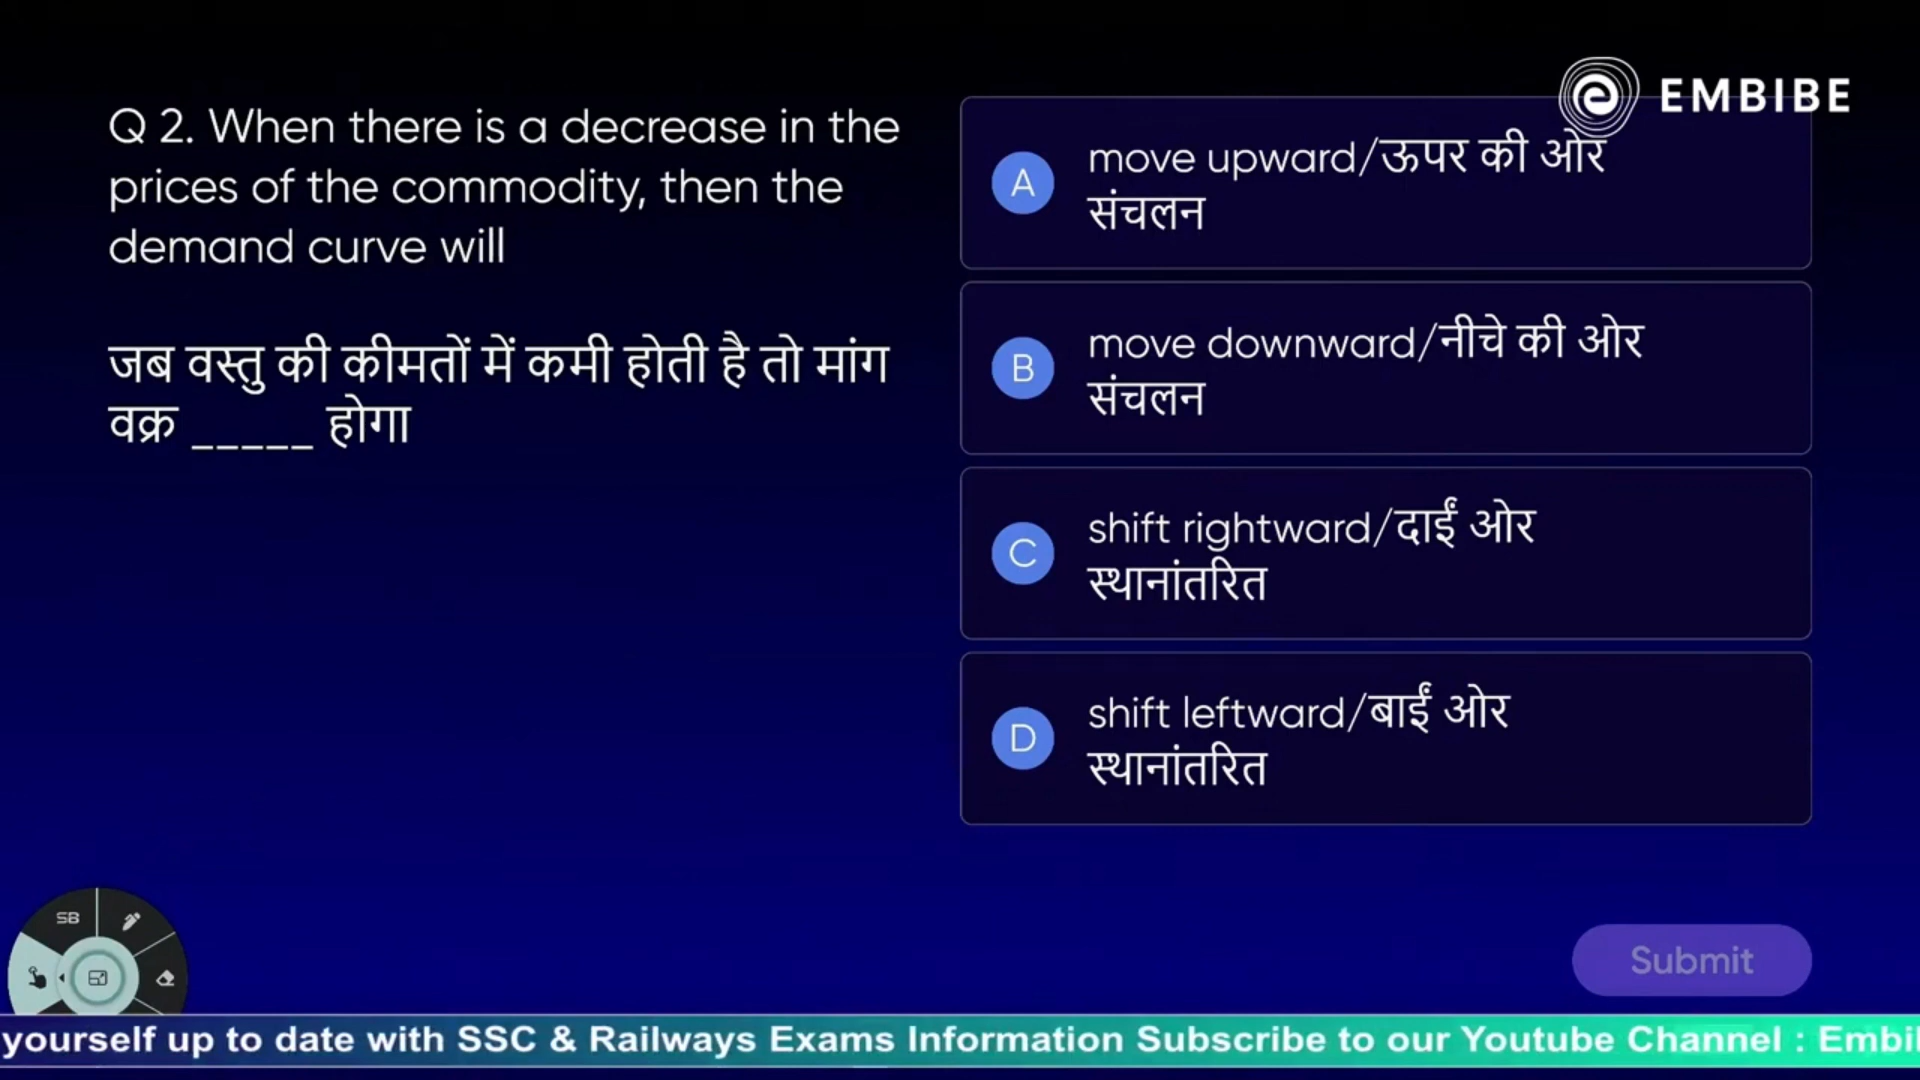 EMBIBE
Q 2. When there is a decrease in the
prices of the commodity, then the
demand curve will
जब वस्तु की कीमतों में कमी होती है तो मांग
वक्र _____ होगा
A
move upward/ऊपर की ओर
संचलन
B
move downward/नीचे की ओर
संचलन
C
shift rightward/दाईं ओर
स्थानांतरित
D
shift leftward/बाईं ओर
स्थानांतरित
SB
Submit
yourself up to date with SSC & Railways Exams Information Subscribe to our Youtube Channel : Embi